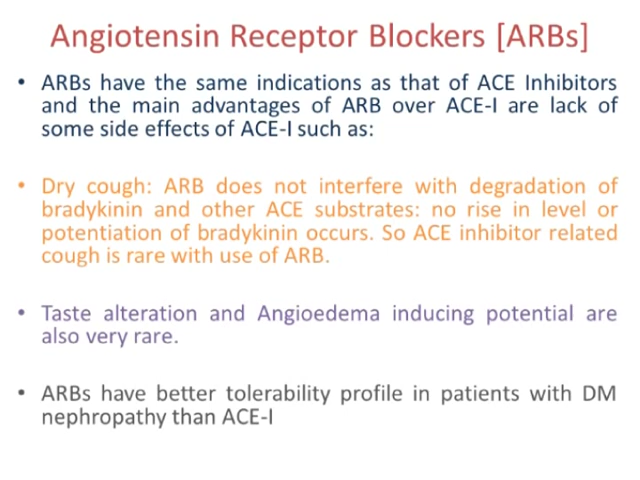 Angiotensin Receptor Blockers [ARBs]
• ARBs have the same indications as that of ACE Inhibitors
and the main advantages of ARB over ACE-I are lack of
some side effects of ACE-I such as:
• Dry cough: ARB does not interfere with degradation of
bradykinin and other ACE substrates: no rise in level or
potentiation of bradykinin occurs. So ACE inhibitor related
cough is rare with use of ARB.
• Taste alteration and Angioedema inducing potential are
also very rare.
• ARBs have better tolerability profile in patients with DM
nephropathy than ACE-I